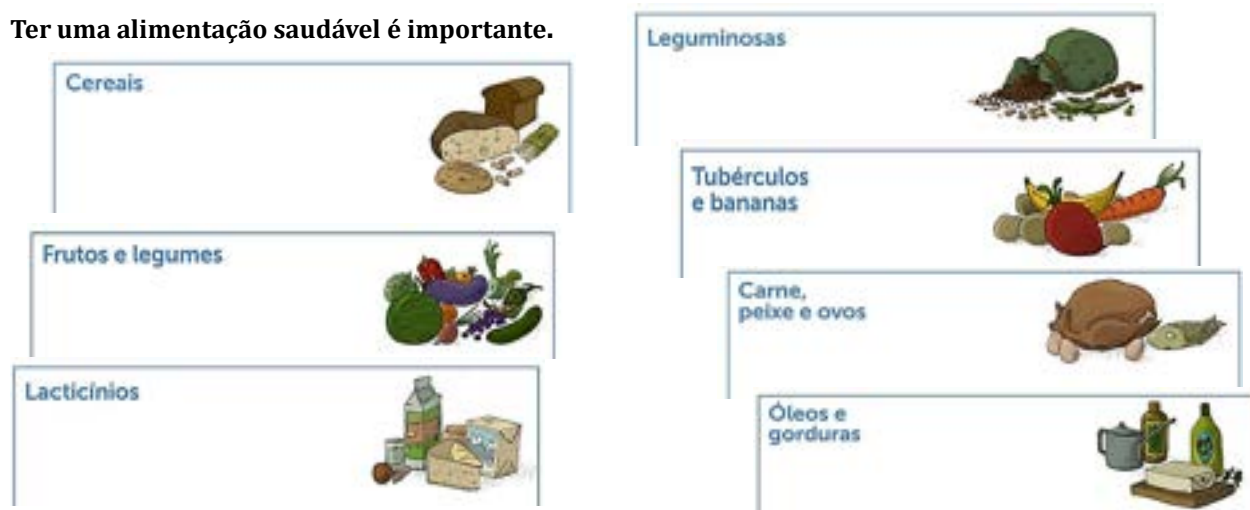 Ter uma alimentação saudável é importante.
Cereais
Frutos e legumes
Lacticínios
Leguminosas
Tubérculos
e bananas
Carne,
peixe e ovos
Óleos e
gorduras